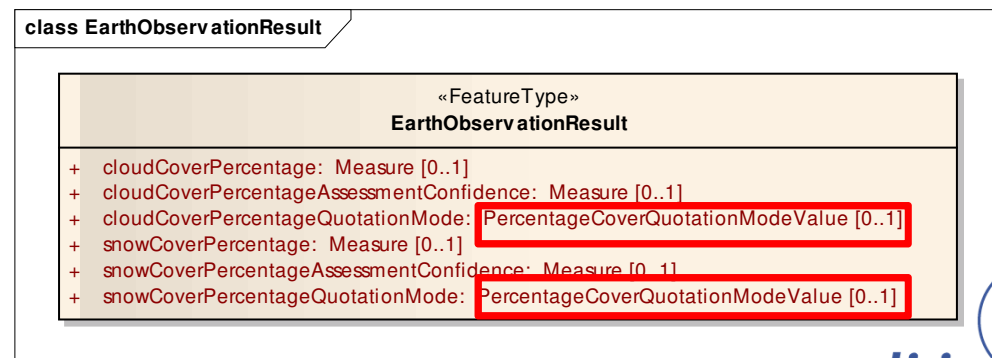 class EarthObservationResult
«FeatureType»
EarthObservationResult
+ cloudCoverPercentage: Measure [0..1]
+ cloudCoverPercentageAssessmentConfidence: Measure [0..1]
+ cloudCoverPercentageQuotationMode: PercentageCoverQuotationModeValue [0..1]
+ snowCoverPercentage: Measure [0..1]
+ snowCoverPercentageAssessmentConfidence: Measure [0..1]
+ snowCoverPercentageQuotationMode: PercentageCoverQuotationModeValue [0..1]